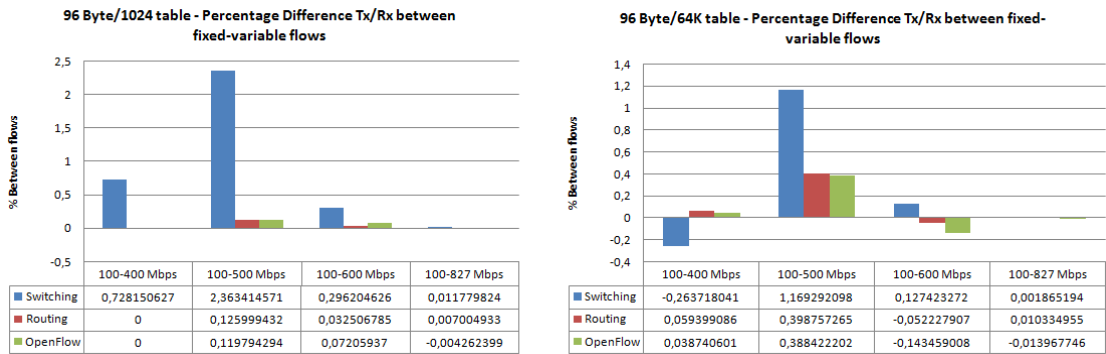 96 Byte/1024 table - Percentage Difference Tx/Rx between
fixed-variable flows
% Between flows
2,5
2
1,5
1
0,5
0
-0,5
100-400 Mbps 100-500 Mbps 100-600 Mbps 100-827 Mbps
Switching 0,728150627 2,363414571 0,296204626 0,011779824
Routing 0 0,125999432 0,032506785 0,007004933
OpenFlow 0 0,119794294 0,07205937 -0,004262399
96 Byte/64K table - Percentage Difference Tx/Rx between fixed-
variable flows
% Between flows
1,4
1,2
1
0,8
0,6
0,4
0,2
0
-0,2
-0,4
100-400 Mbps 100-500 Mbps 100-600 Mbps 100-827 Mbps
Switching -0,263718041 1,169292098 0,127423272 0,001865194
Routing 0,059399086 0,398757265 -0,052227907 0,010334955
OpenFlow 0,038740601 0,388422202 -0,143459008 -0,013967746